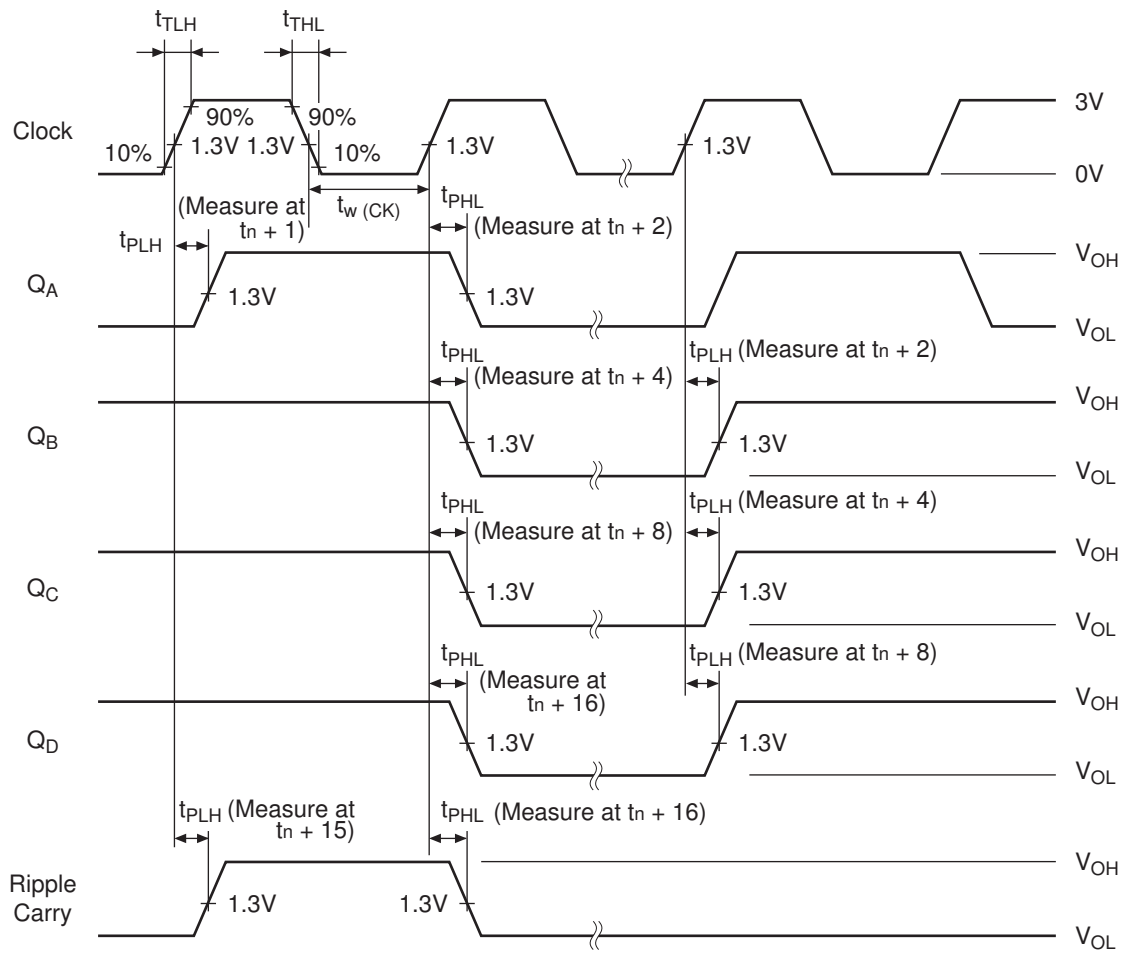 tTLH tTHL
3V
Clock
90% 90%
10% 1.3V 1.3V 10% 1.3V 1.3V
0V
tw (CK)
(Measure at
tn + 1)
tPLH
tPHL
(Measure at tn + 2)
VOH
QA
1.3V 1.3V
VOL
tPHL
(Measure at tn + 4)
tPLH (Measure at tn + 2)
VOH
QB
1.3V 1.3V
VOL
tPHL
(Measure at tn + 8)
tPLH (Measure at tn + 4)
VOH
QC
1.3V 1.3V
VOL
tPHL
(Measure at
tn + 16)
tPLH (Measure at tn + 8)
VOH
QD
1.3V 1.3V
VOL
tPLH (Measure at
tn + 15)
tPHL (Measure at tn + 16)
VOH
Ripple
Carry
1.3V 1.3V
VOL